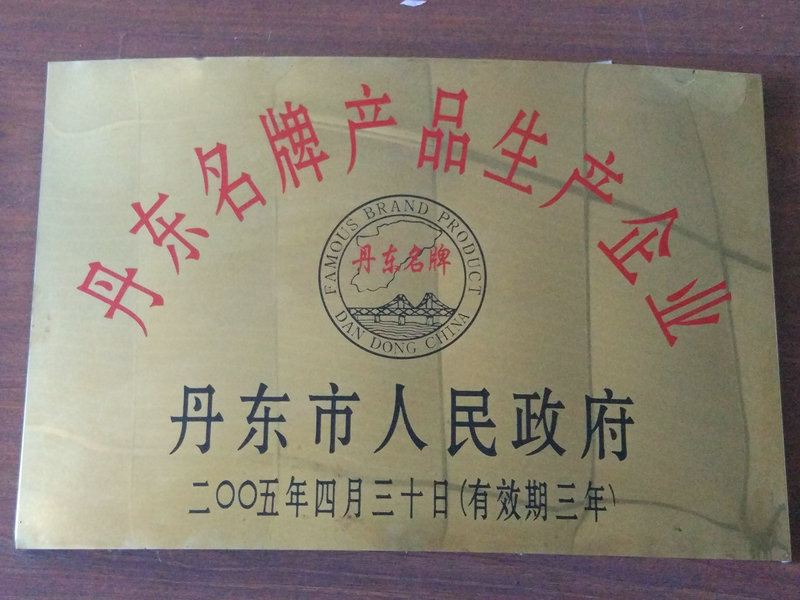 丹东名牌产品生产企业
FAMOUS BRAND PRODUCT
丹东名牌
DAN DONG CHINA
丹东市人民政府
二〇〇五年四月三十日(有效期三年)